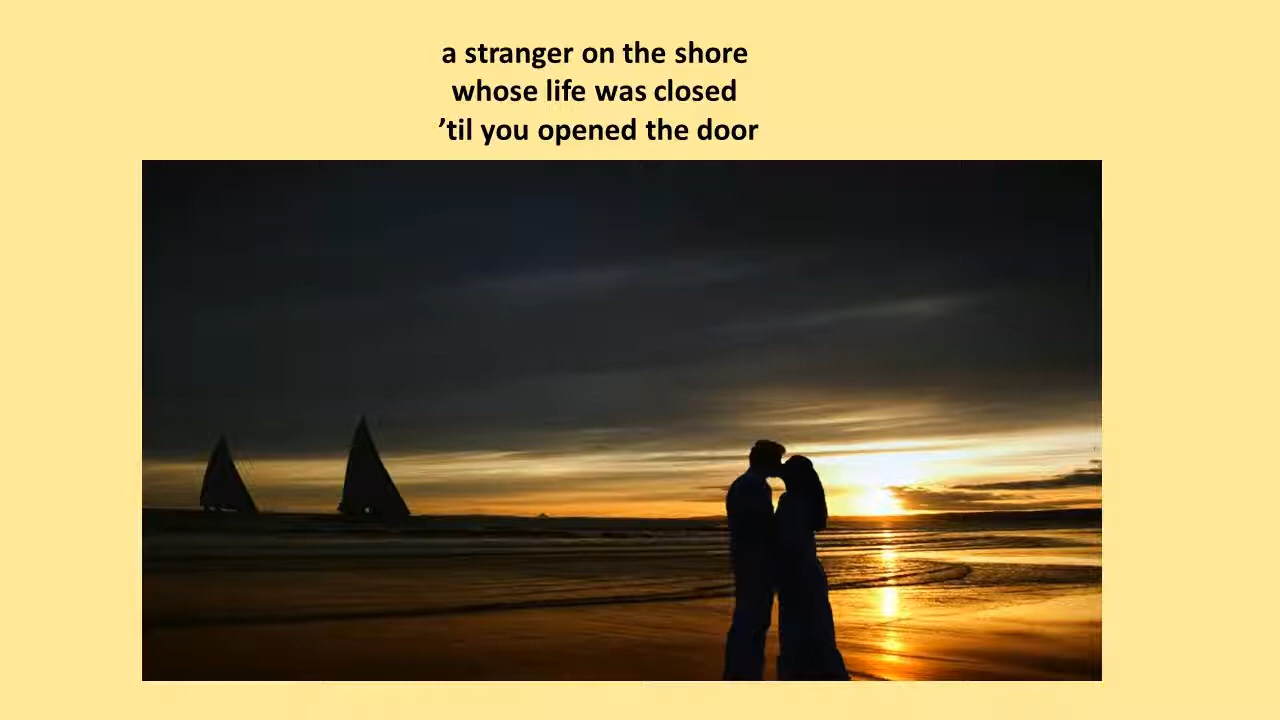 a stranger on the shore
whose life was closed
’til you opened the door